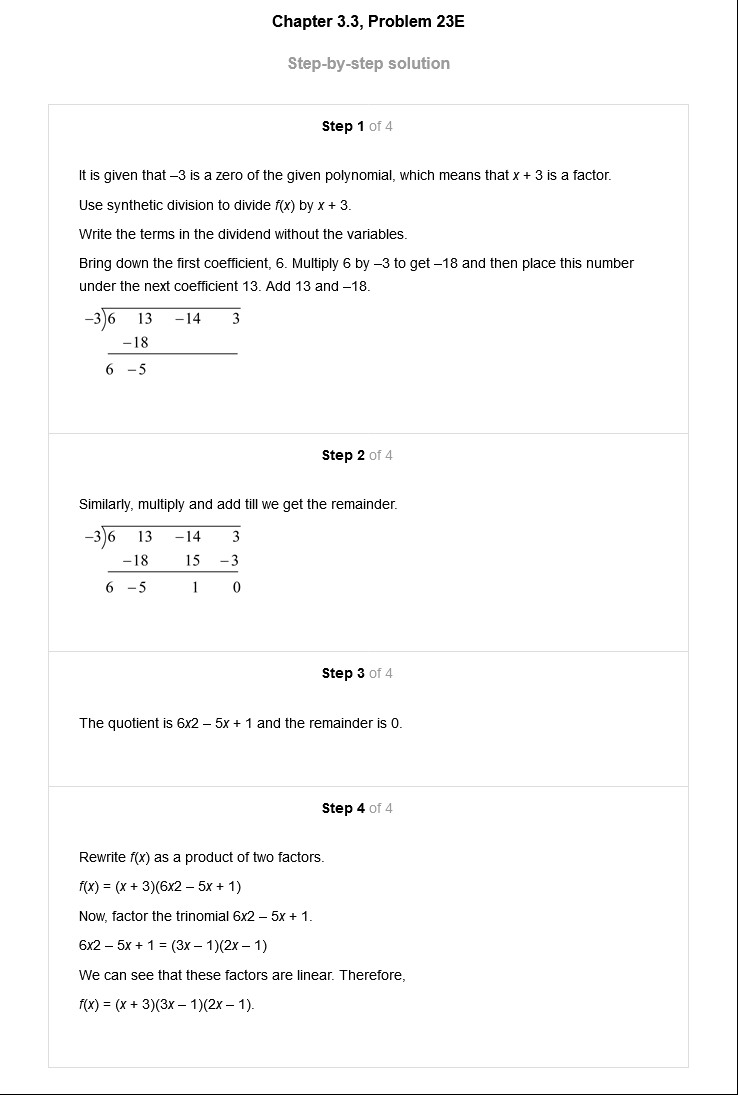 Chapter 3.3, Problem 23E
Step-by-step solution
Step 1 of 4
It is given that –3 is a zero of the given polynomial, which means that x + 3 is a factor.
Use synthetic division to divide f(x) by x + 3.
Write the terms in the dividend without the variables.
Bring down the first coefficient, 6. Multiply 6 by –3 to get –18 and then place this number
under the next coefficient 13. Add 13 and –18.
−3)6 13 −14 3
−18
6 −5
Step 2 of 4
Similarly, multiply and add till we get the remainder.
−3)6 13 −14 3
−18 15 −3
6 −5 1 0
Step 3 of 4
The quotient is 6x2 – 5x + 1 and the remainder is 0.
Step 4 of 4
Rewrite f(x) as a product of two factors.
f(x) = (x + 3)(6x2 – 5x + 1)
Now, factor the trinomial 6x2 – 5x + 1.
6x2 – 5x + 1 = (3x – 1)(2x – 1)
We can see that these factors are linear. Therefore,
f(x) = (x + 3)(3x – 1)(2x – 1).